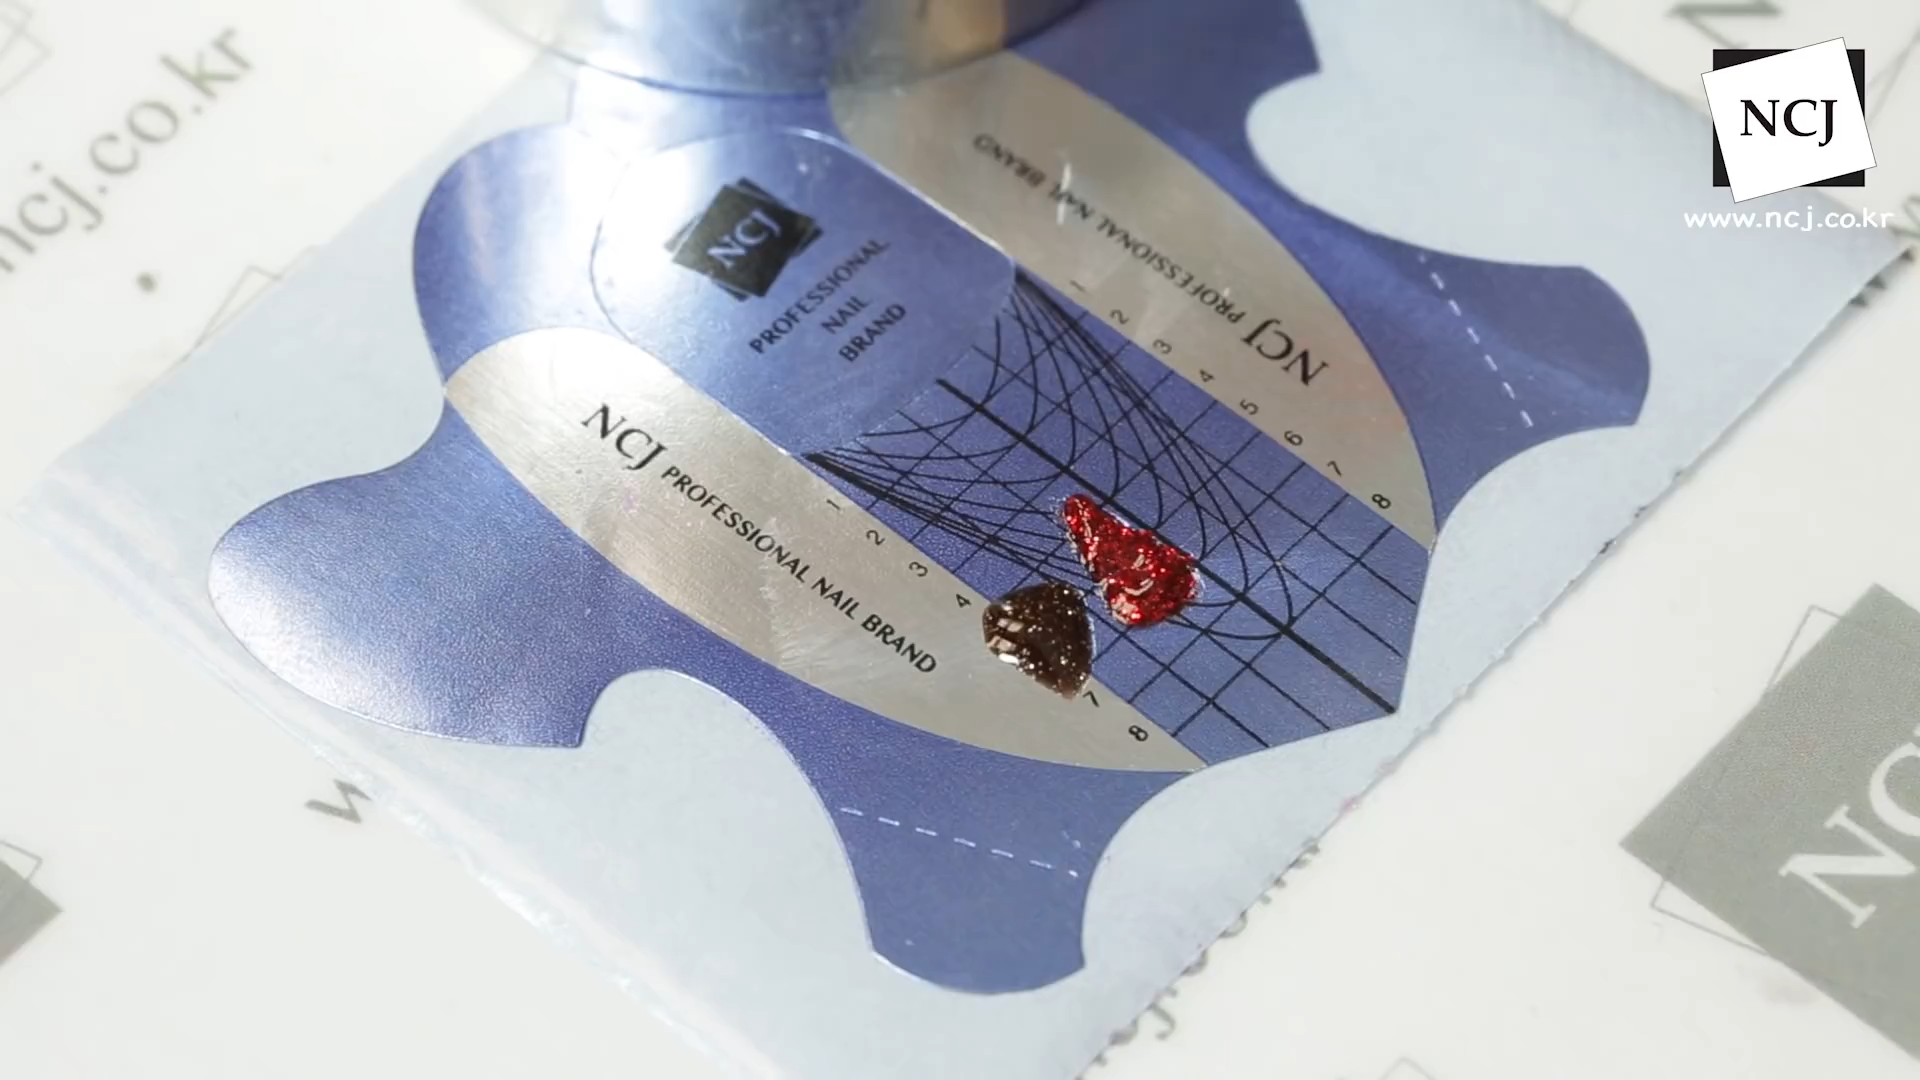 NCJ
www.ncj.co.kr
ncj.co.kr
NCJ
PROFESSIONAL
NAIL
BRAND
NCJ PROFESSIONAL NAIL BRAND
1 2 3 4 5 6 7 8
NCJ PROFESSIONAL NAIL BRAND
1 2 3 4 7 8